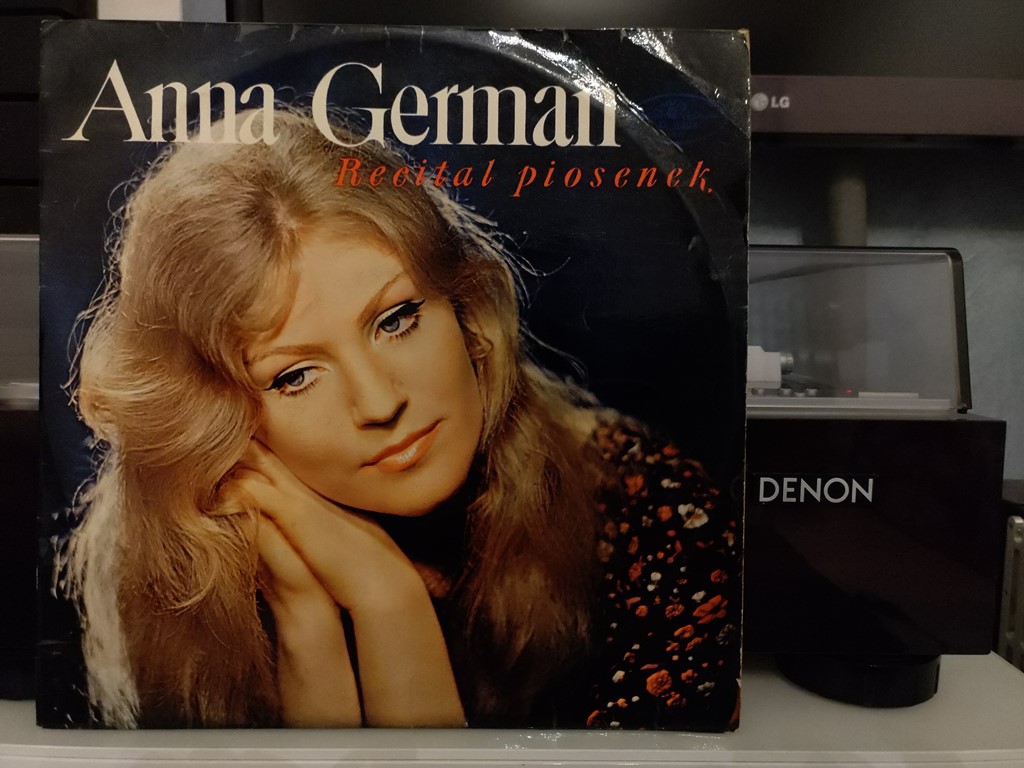 Anna German
Recital piosenek
LG
DENON